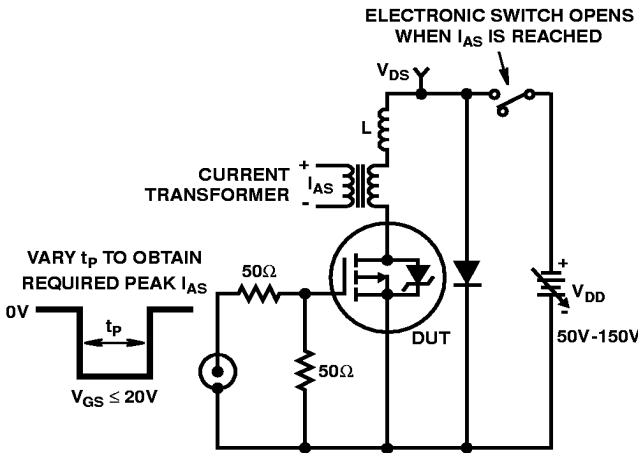 ELECTRONIC SWITCH OPENS
WHEN IAS IS REACHED
VDS
L
CURRENT
TRANSFORMER
+
IAS
-
VARY tP TO OBTAIN
REQUIRED PEAK IAS
50Ω
0V
tP
VGS ≤ 20V
50Ω
DUT
+
VDD
-
50V-150V